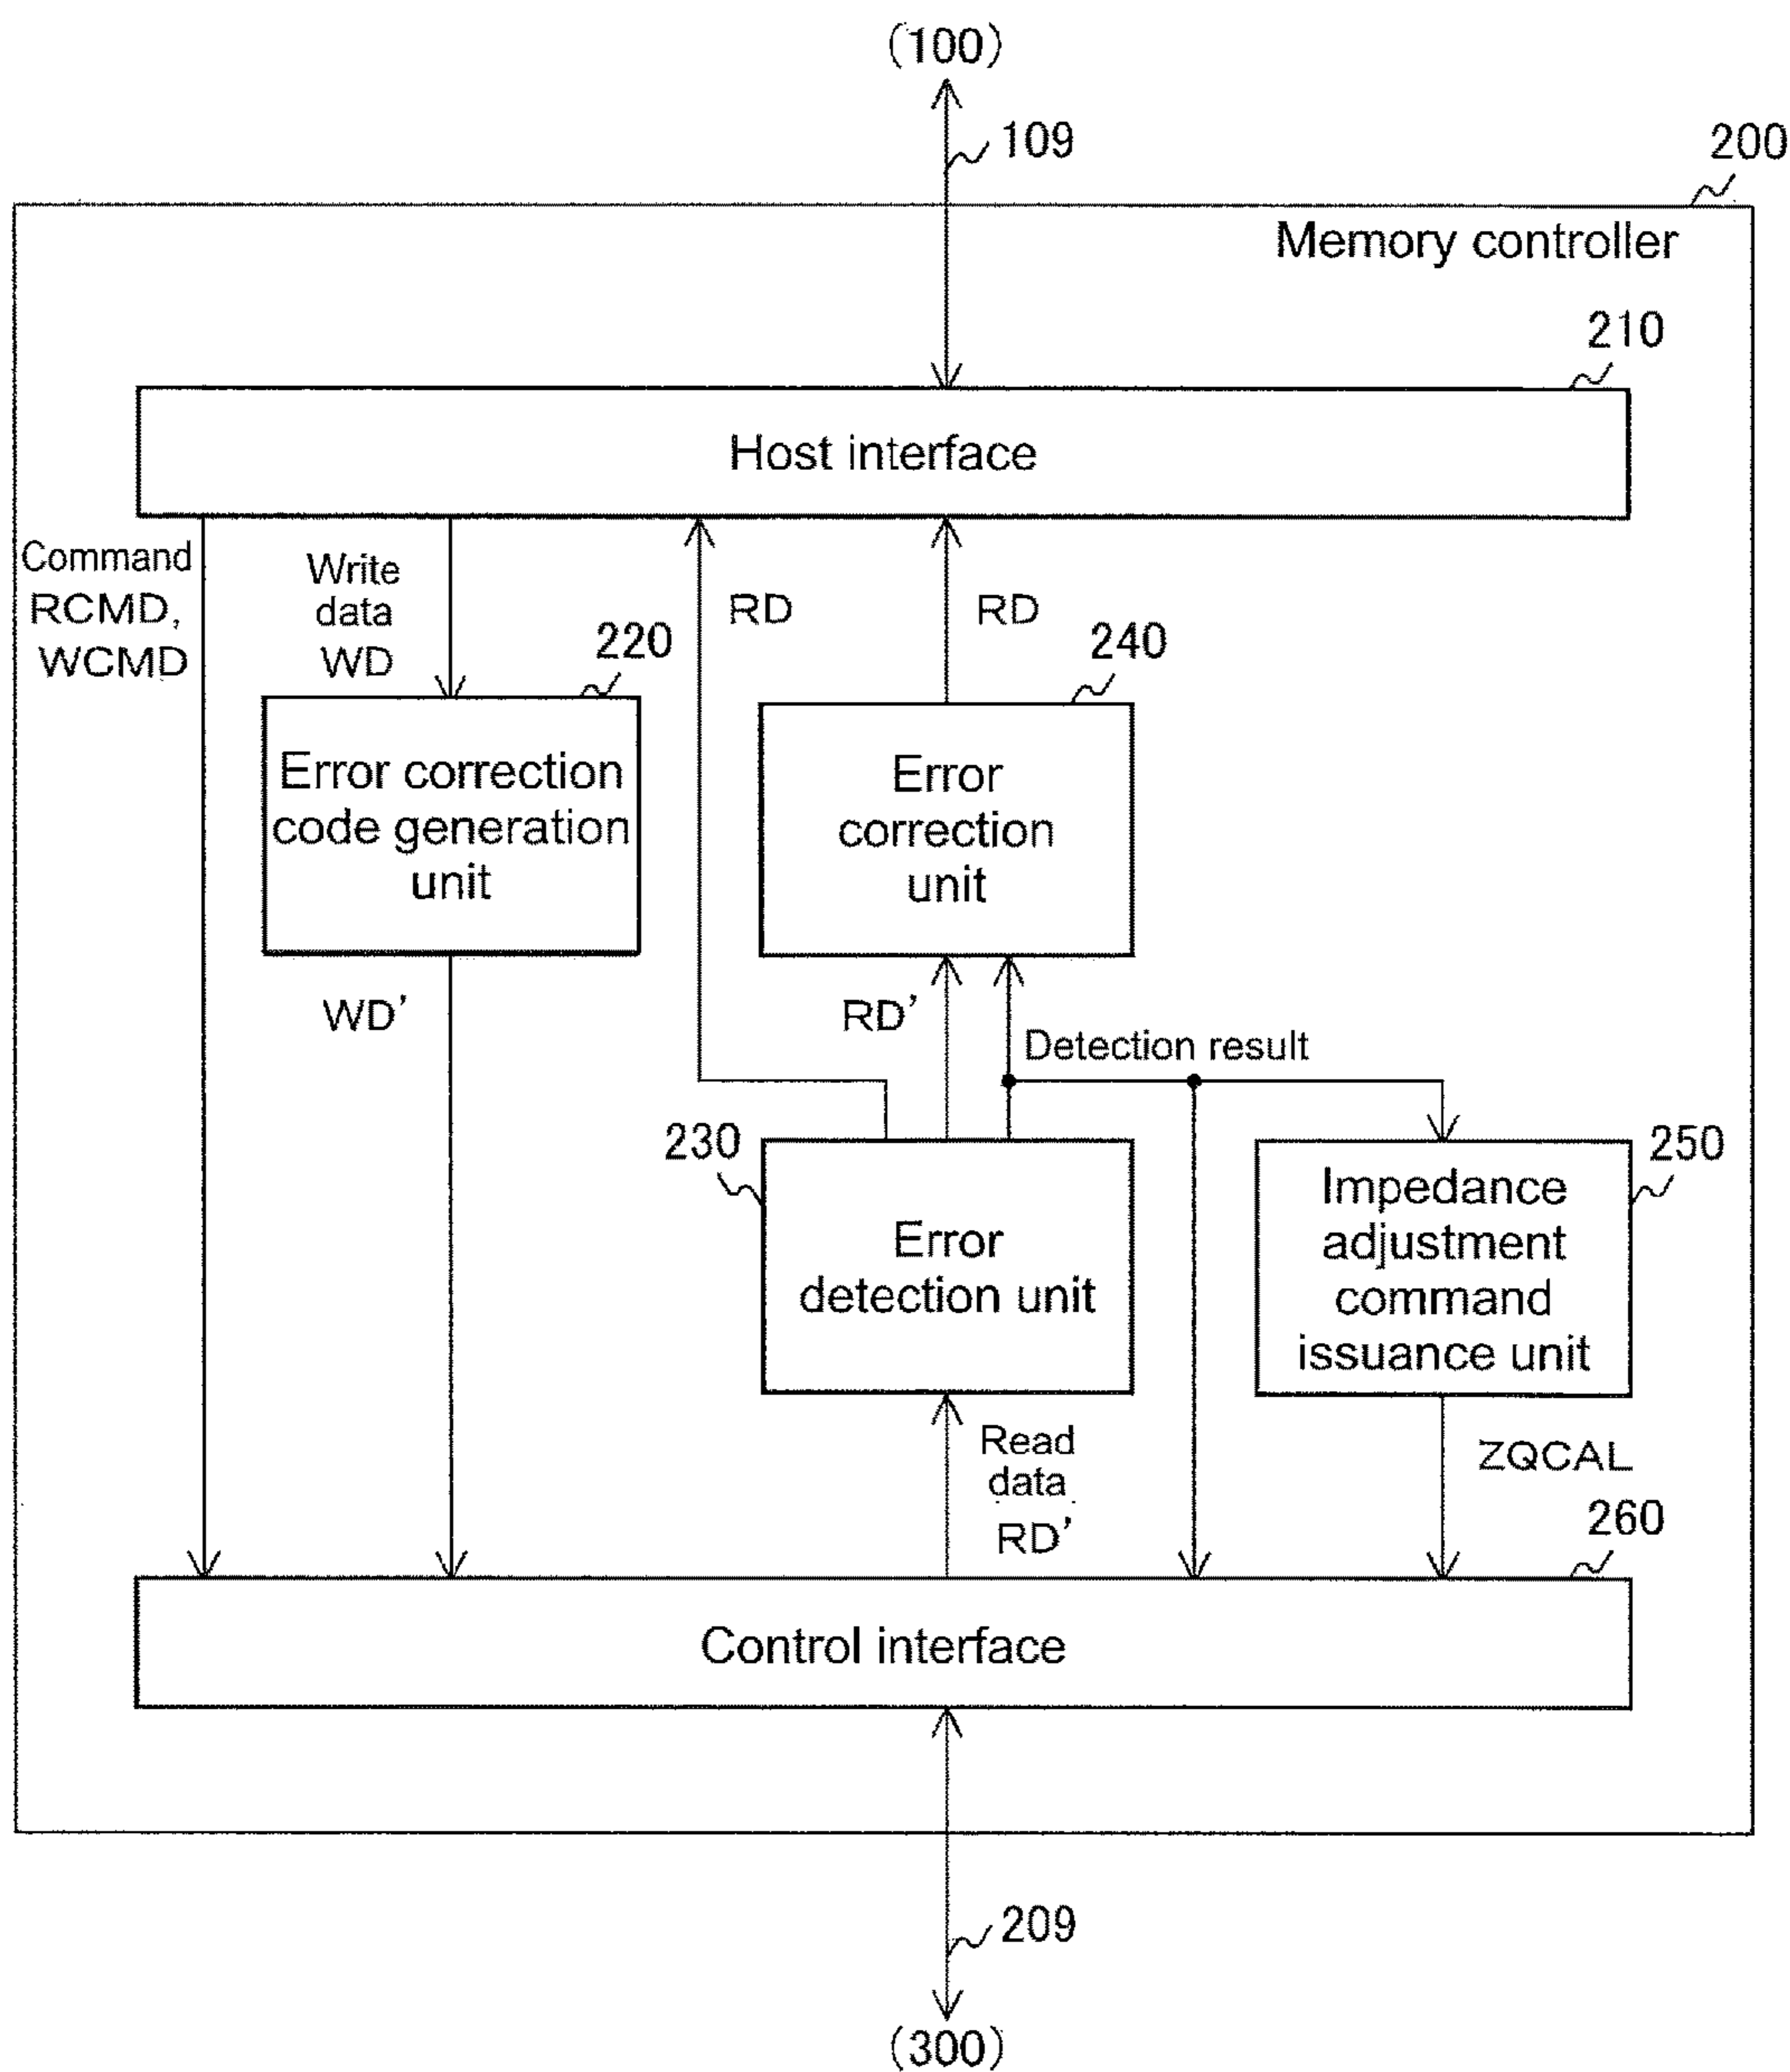 (100)
109
200
Memory controller
210
Host interface
Command
RCMD,
WCMD
Write
data
WD
220
RD
RD
240
Error correction
code generation
unit
Error
correction
unit
WD'
RD'
Detection result
230
Error
detection unit
250
Impedance
adjustment
command
issuance unit
Read
data
RD'
ZQCAL
260
Control interface
209
(300)